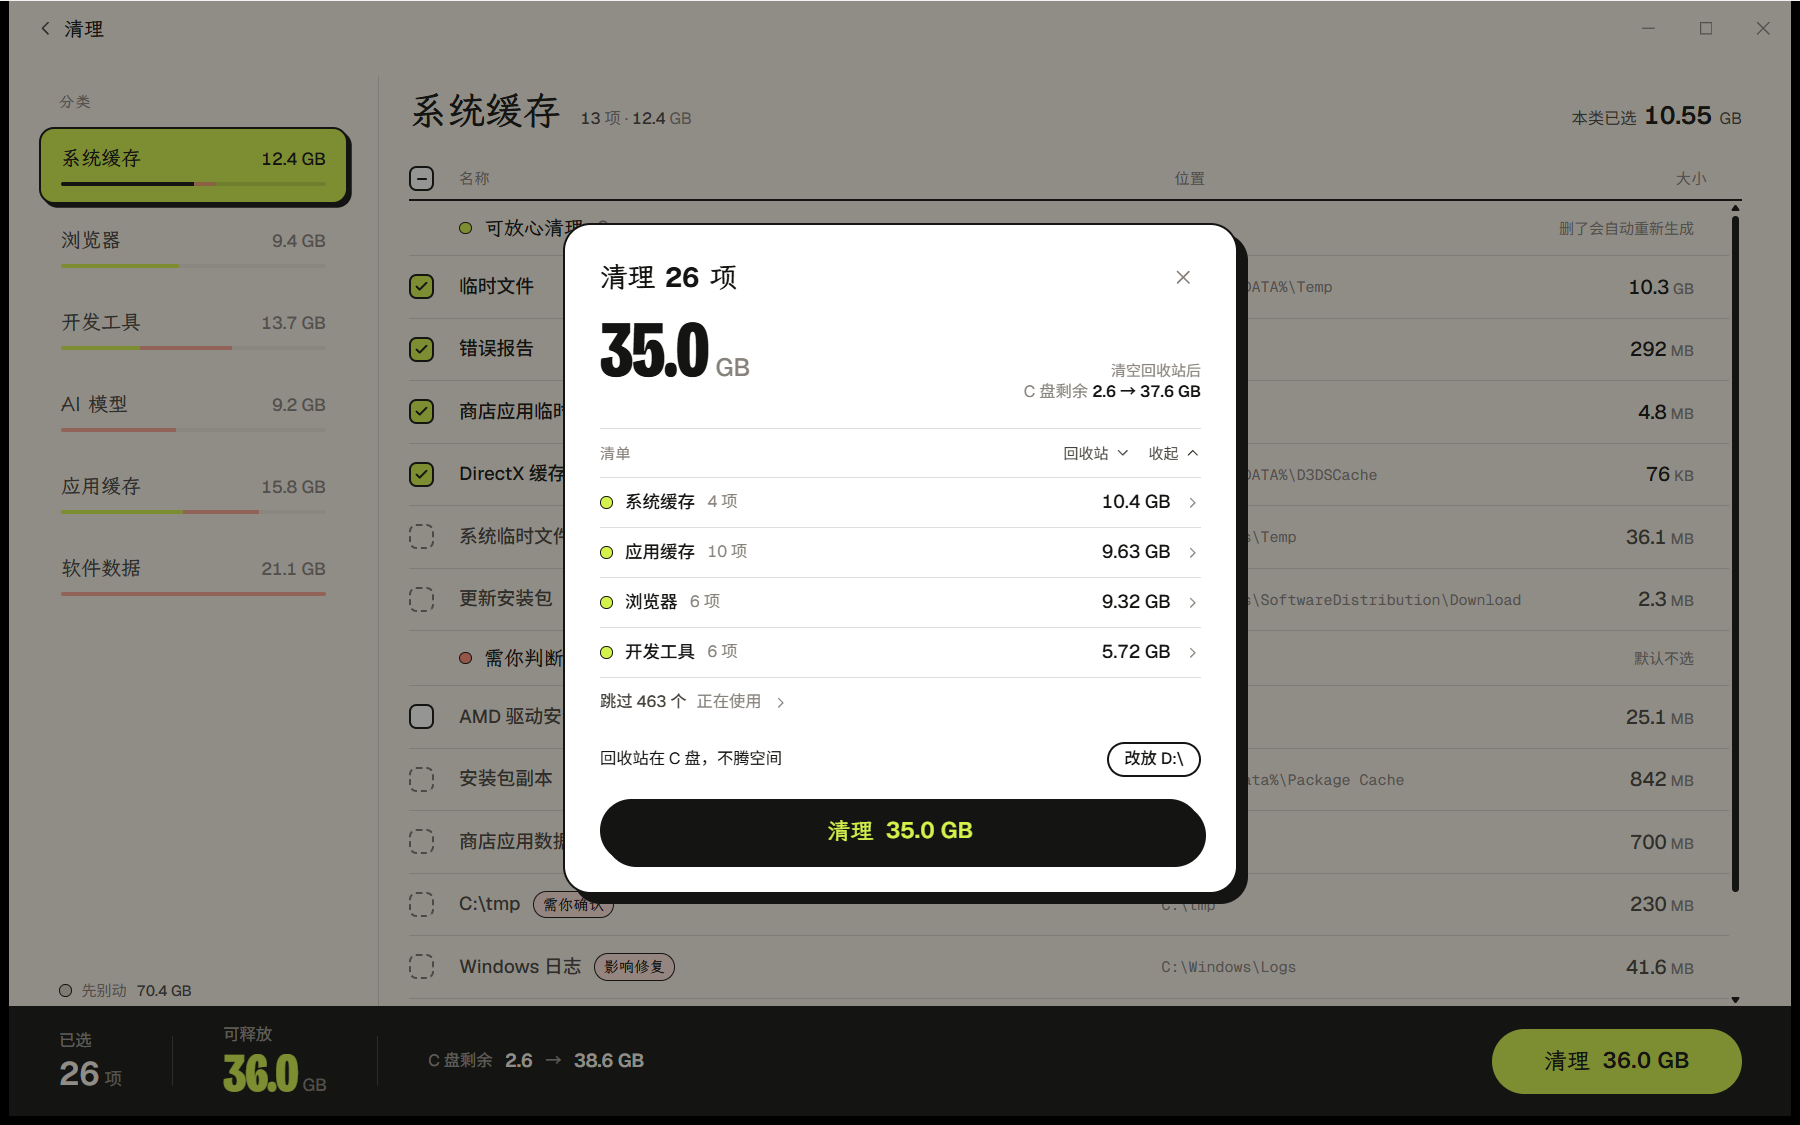 清理
分类
系统缓存 12.4 GB
浏览器 9.4 GB
开发工具 13.7 GB
AI 模型 9.2 GB
应用缓存 15.8 GB
软件数据 21.1 GB
先别动 70.4 GB
系统缓存 13 项 · 12.4 GB
本类已选 10.55 GB
名称 位置 大小
可放心清理 删了会自动重新生成
临时文件 DATA%\Temp 10.3 GB
错误报告 292 MB
商店应用临时 4.8 MB
DirectX 缓存 DATA%\D3DSCache 76 KB
系统临时文件 s\Temp 36.1 MB
更新安装包 s\SoftwareDistribution\Download 2.3 MB
需你判断 默认不选
AMD 驱动安 25.1 MB
安装包副本 ata%\Package Cache 842 MB
商店应用数据 700 MB
C:\tmp 需你确认 C:\tmp 230 MB
Windows 日志 影响修复 C:\Windows\Logs 41.6 MB
清理 26 项
35.0 GB
清空回收站后
C 盘剩余 2.6 → 37.6 GB
清单 回收站 收起
系统缓存 4 项 10.4 GB
应用缓存 10 项 9.63 GB
浏览器 6 项 9.32 GB
开发工具 6 项 5.72 GB
跳过 463 个 正在使用
回收站在 C 盘，不腾空间 改放 D:\
清理 35.0 GB
已选
26 项
可释放
36.0 GB
C 盘剩余 2.6 → 38.6 GB
清理 36.0 GB